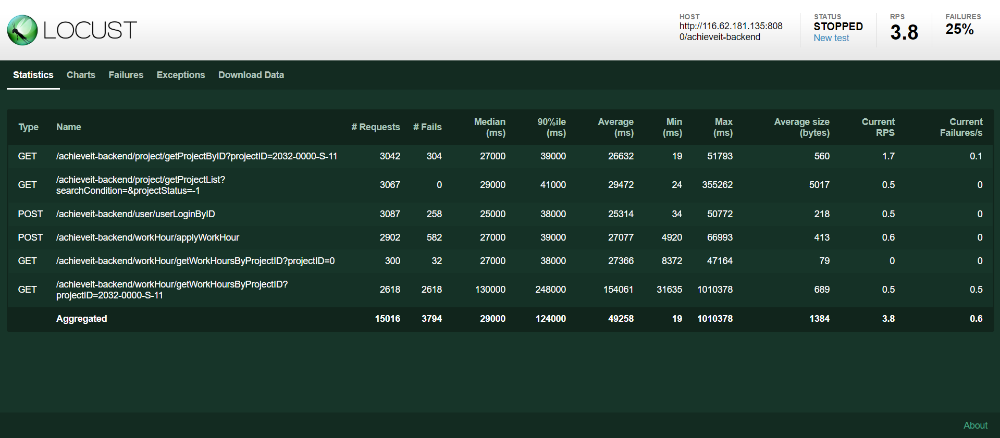 LOCUST
HOST
http://116.62.181.135:808
0/achieveit-backend
STATUS
STOPPED
New test
RPS
3.8
FAILURES
25%
Statistics Charts Failures Exceptions Download Data
Type Name # Requests # Fails Median (ms) 90%ile (ms) Average (ms) Min (ms) Max (ms) Average size (bytes) Current RPS Current Failures/s
GET /achieveit-backend/project/getProjectByID?projectID=2032-0000-S-11 3042 304 27000 39000 26632 19 51793 560 1.7 0.1
GET /achieveit-backend/project/getProjectList?
searchCondition=&projectStatus=-1 3067 0 29000 41000 29472 24 355262 5017 0.5 0
POST /achieveit-backend/user/userLoginByID 3087 258 25000 38000 25314 34 50772 218 0.5 0
POST /achieveit-backend/workHour/applyWorkHour 2902 582 27000 39000 27077 4920 66993 413 0.6 0
GET /achieveit-backend/workHour/getWorkHoursByProjectID?projectID=0 300 32 27000 38000 27366 8372 47164 79 0 0
GET /achieveit-backend/workHour/getWorkHoursByProjectID?
projectID=2032-0000-S-11 2618 2618 130000 248000 154061 31635 1010378 689 0.5 0.5
Aggregated 15016 3794 29000 124000 49258 19 1010378 1384 3.8 0.6
About